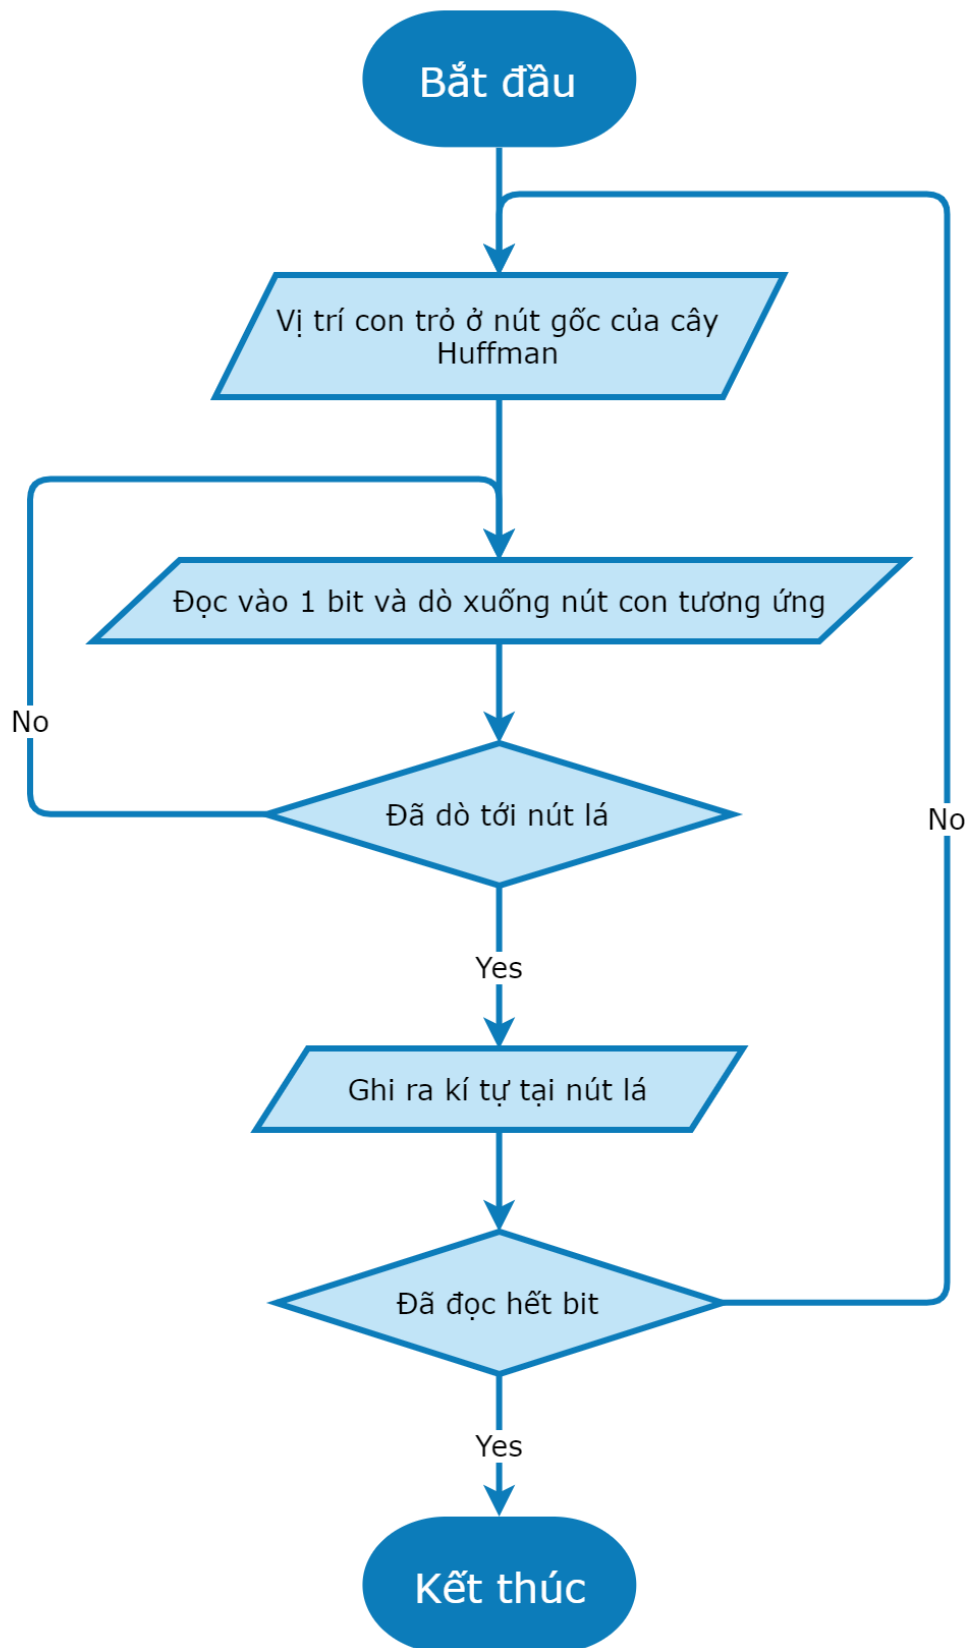 Bắt đầu
Vị trí con trỏ ở nút gốc của cây
Huffman
Đọc vào 1 bit và dò xuống nút con tương ứng
No
Đã dò tới nút lá
No
Yes
Ghi ra kí tự tại nút lá
Đã đọc hết bit
Yes
Kết thúc